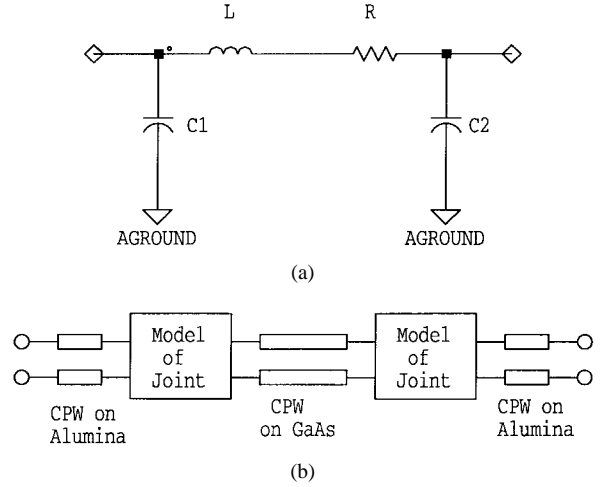 L R
C1 C2
AGROUND AGROUND
(a)
Model of Joint
Model of Joint
CPW on Alumina
CPW on GaAs
CPW on Alumina
(b)